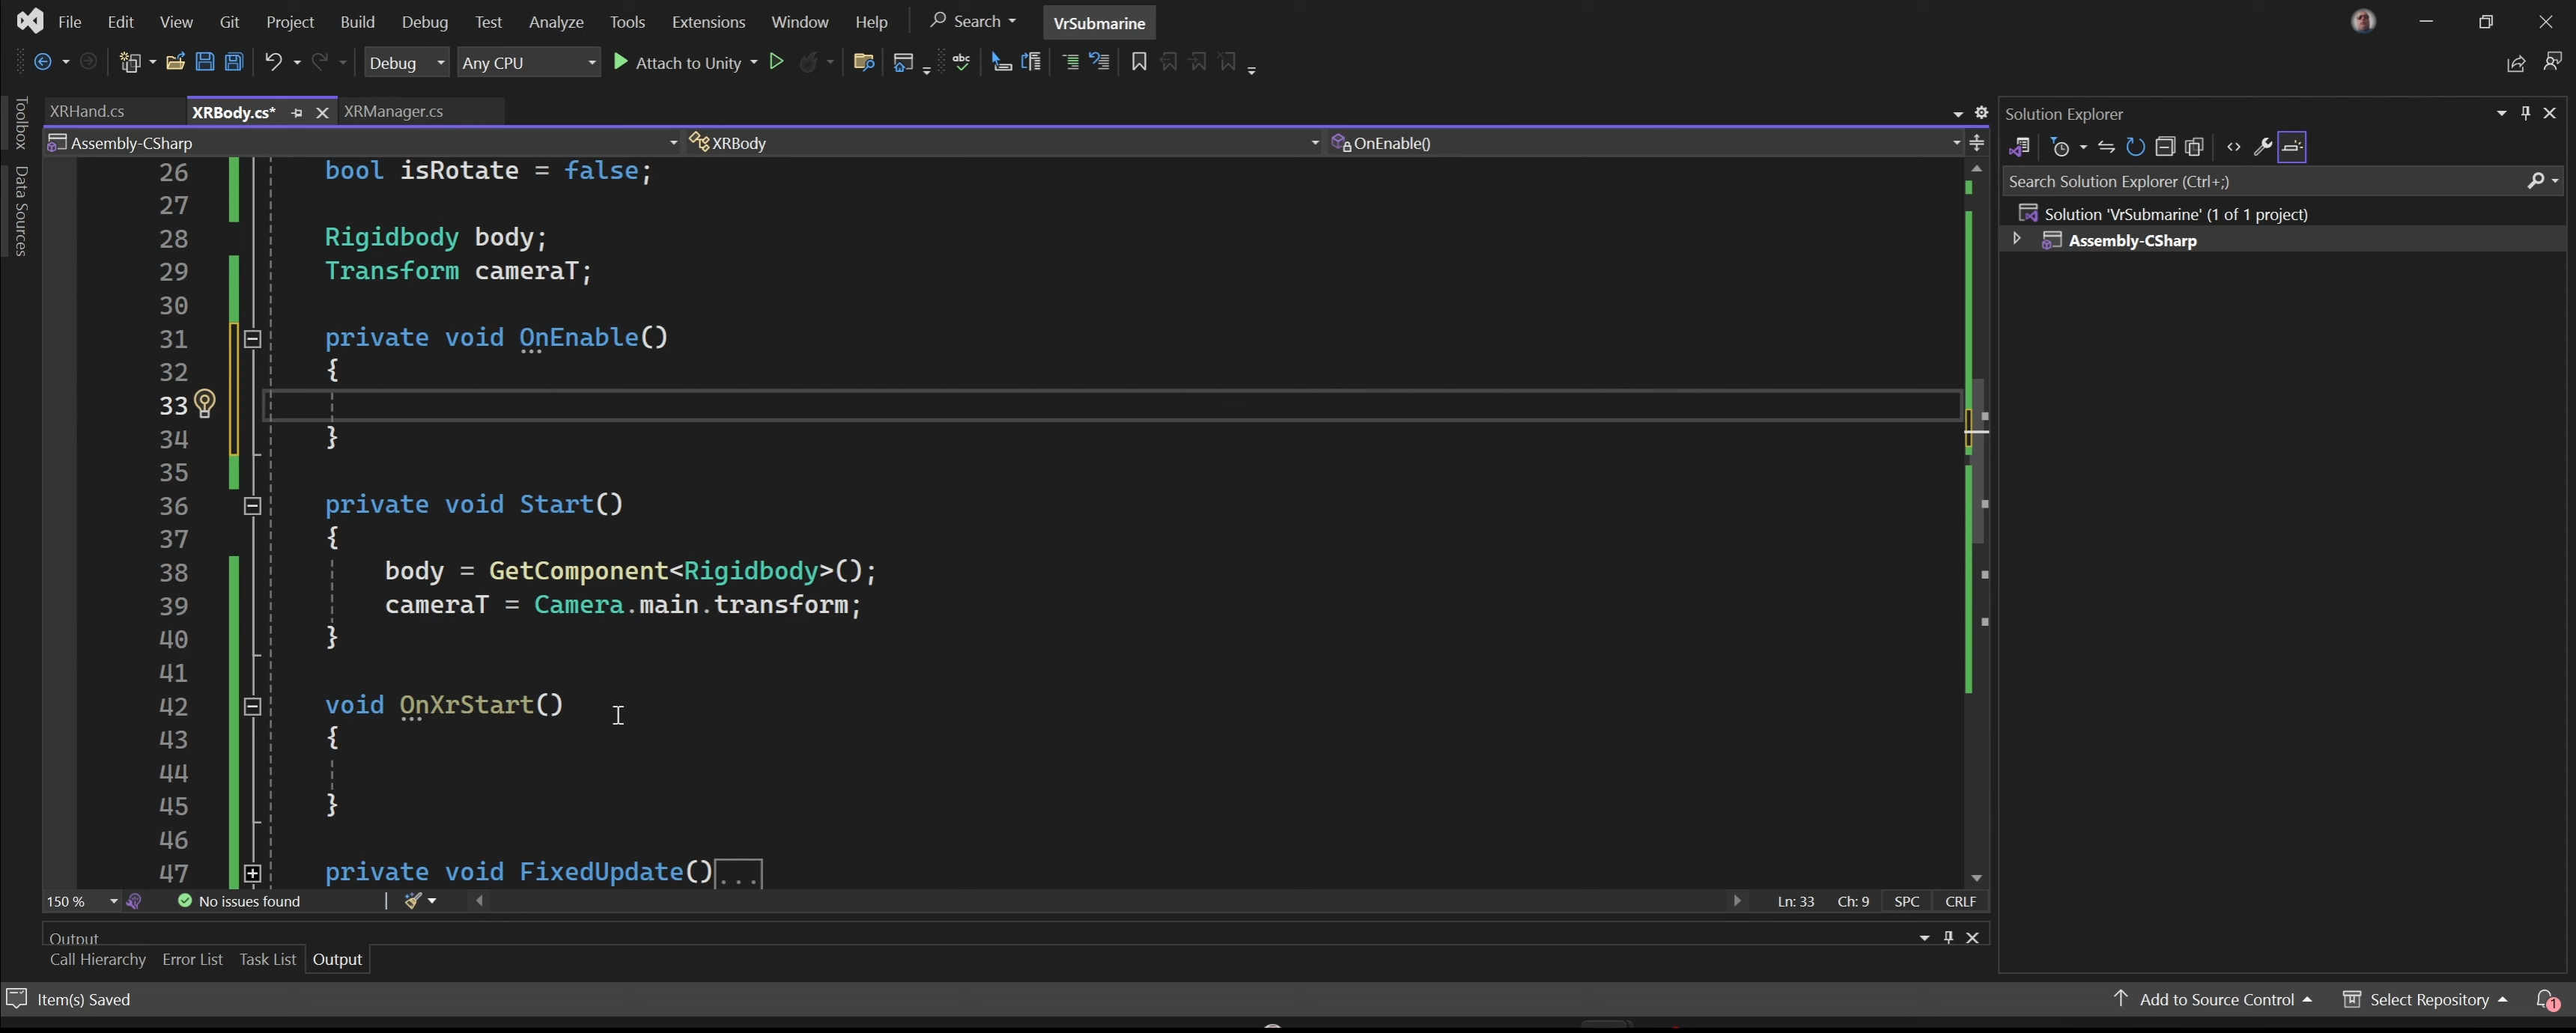 File Edit View Git Project Build Debug Test Analyze Tools Extensions Window Help Search VrSubmarine
Debug Any CPU Attach to Unity abc
Toolbox
Data Sources
XRHand.cs XRBody.cs* XRManager.cs
Assembly-CSharp XRBody OnEnable()
26 bool isRotate = false;
27
28 Rigidbody body;
29 Transform cameraT;
30
31 private void OnEnable()
32 {
33
34 }
35
36 private void Start()
37 {
38 body = GetComponent<Rigidbody>();
39 cameraT = Camera.main.transform;
40 }
41
42 void OnXrStart()
43 {
44
45 }
46
47 private void FixedUpdate()...
150 % No issues found Ln: 33 Ch: 9 SPC CRLF
Output
Call Hierarchy Error List Task List Output
Solution Explorer
Search Solution Explorer (Ctrl+;)
Solution 'VrSubmarine' (1 of 1 project)
Assembly-CSharp
Item(s) Saved Add to Source Control Select Repository 1